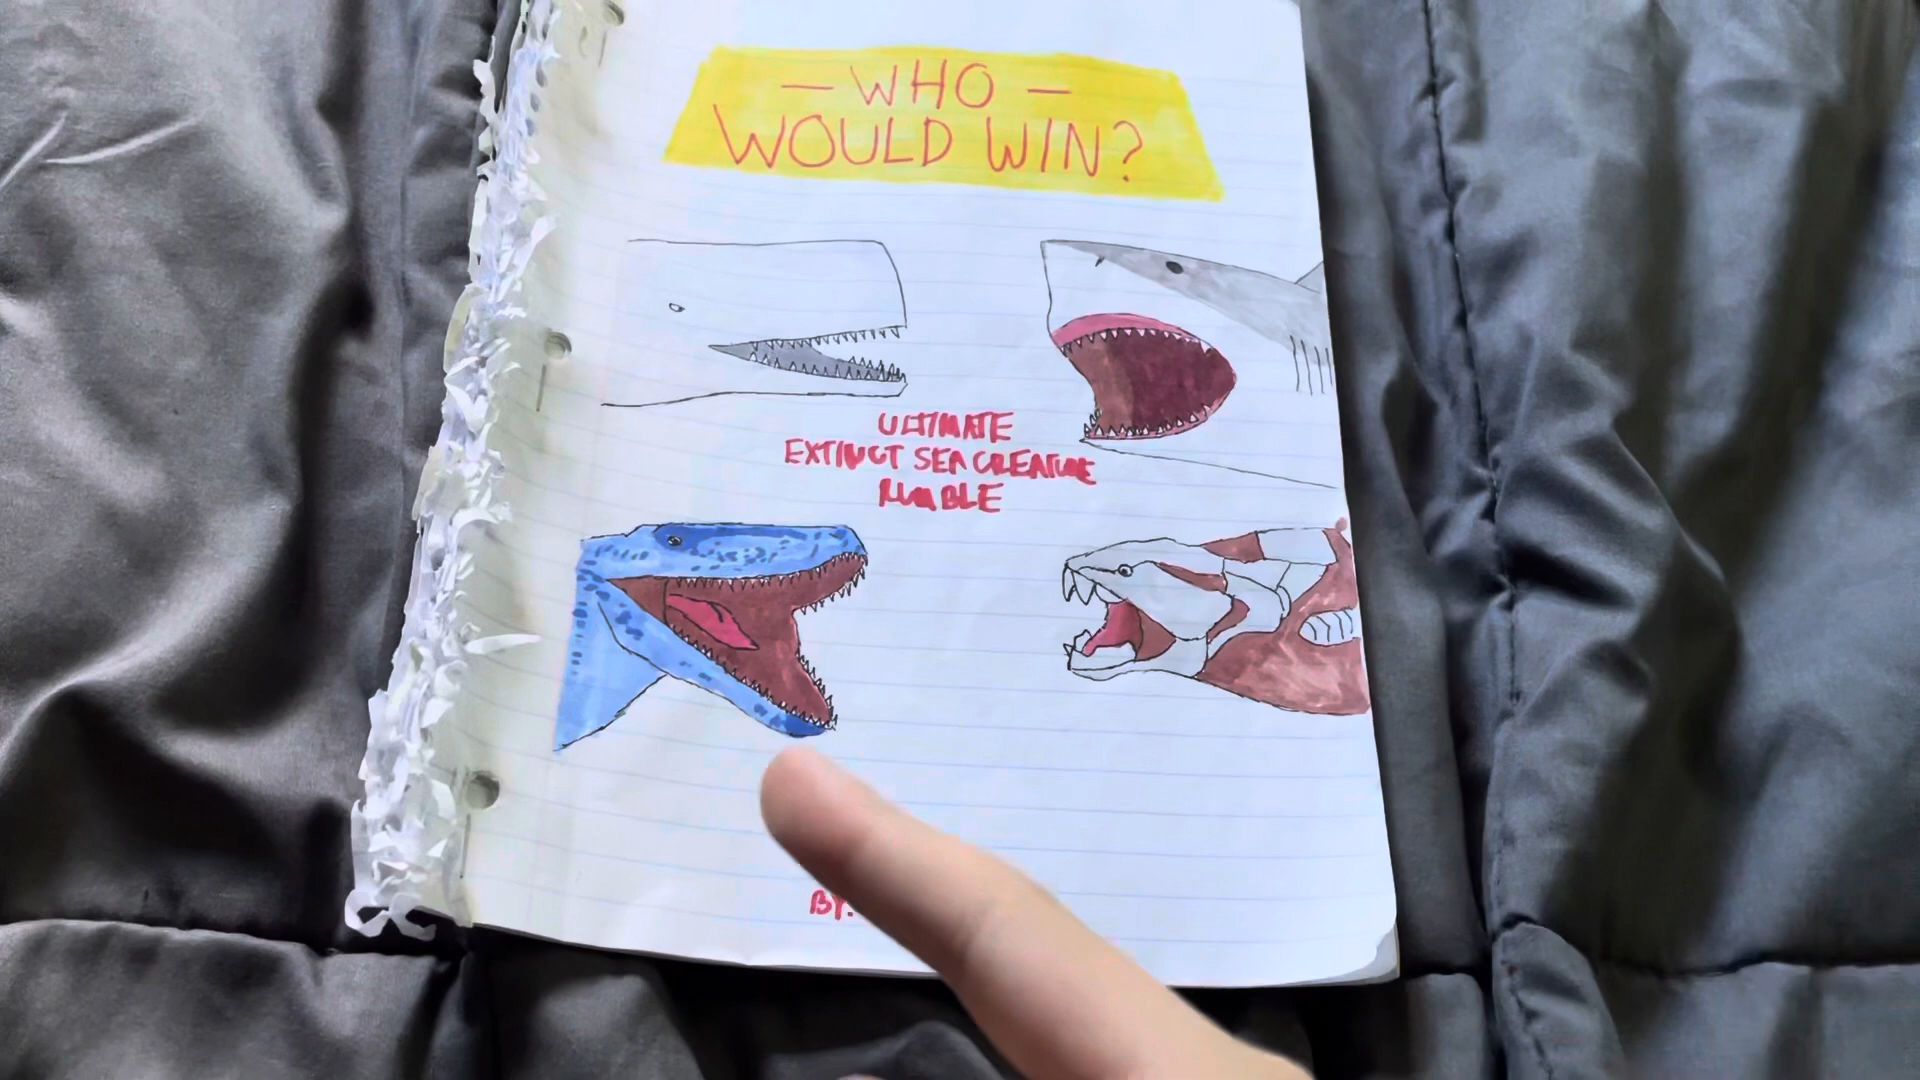 — WHO —
WOULD WIN?
ULTIMATE
EXTINCT SEA CREATURE
RUMBLE
BY: